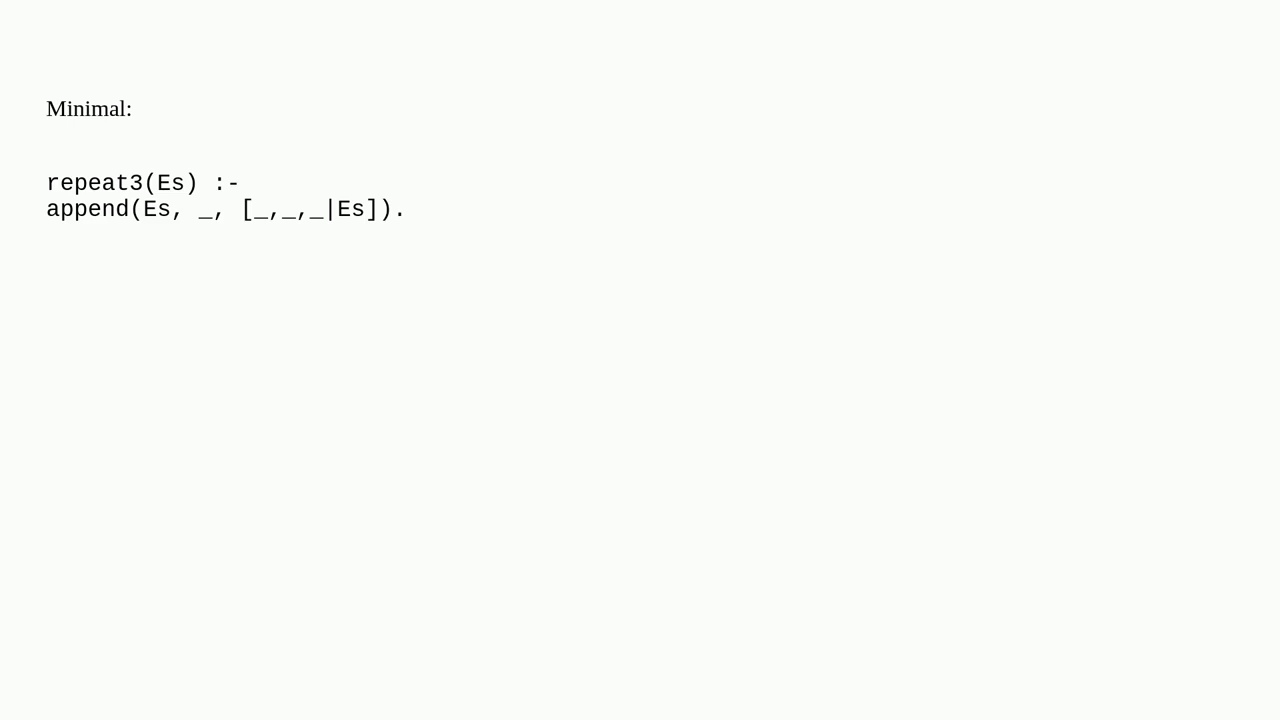 Minimal:
repeat3(Es) :-
append(Es, _, [_,_,_|Es]).